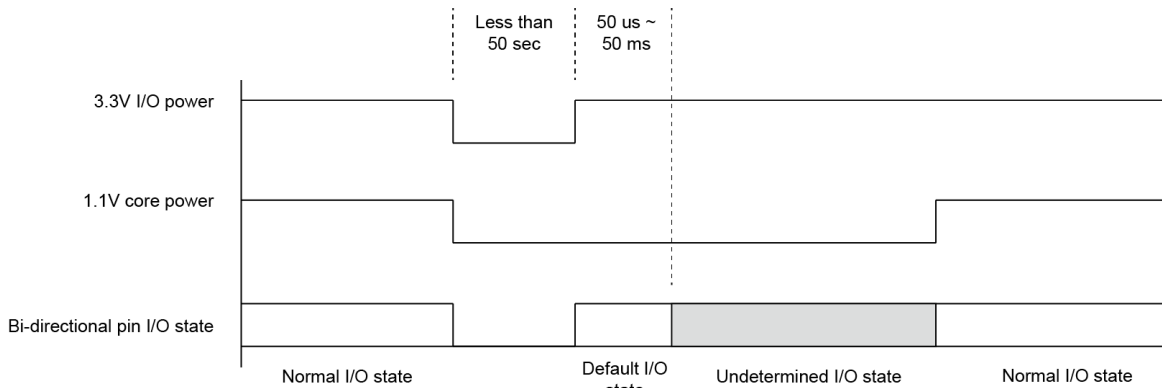 Less than
50 sec
50 us ~
50 ms
3.3V I/O power
1.1V core power
Bi-directional pin I/O state
Normal I/O state
Default I/O
state
Undetermined I/O state
Normal I/O state